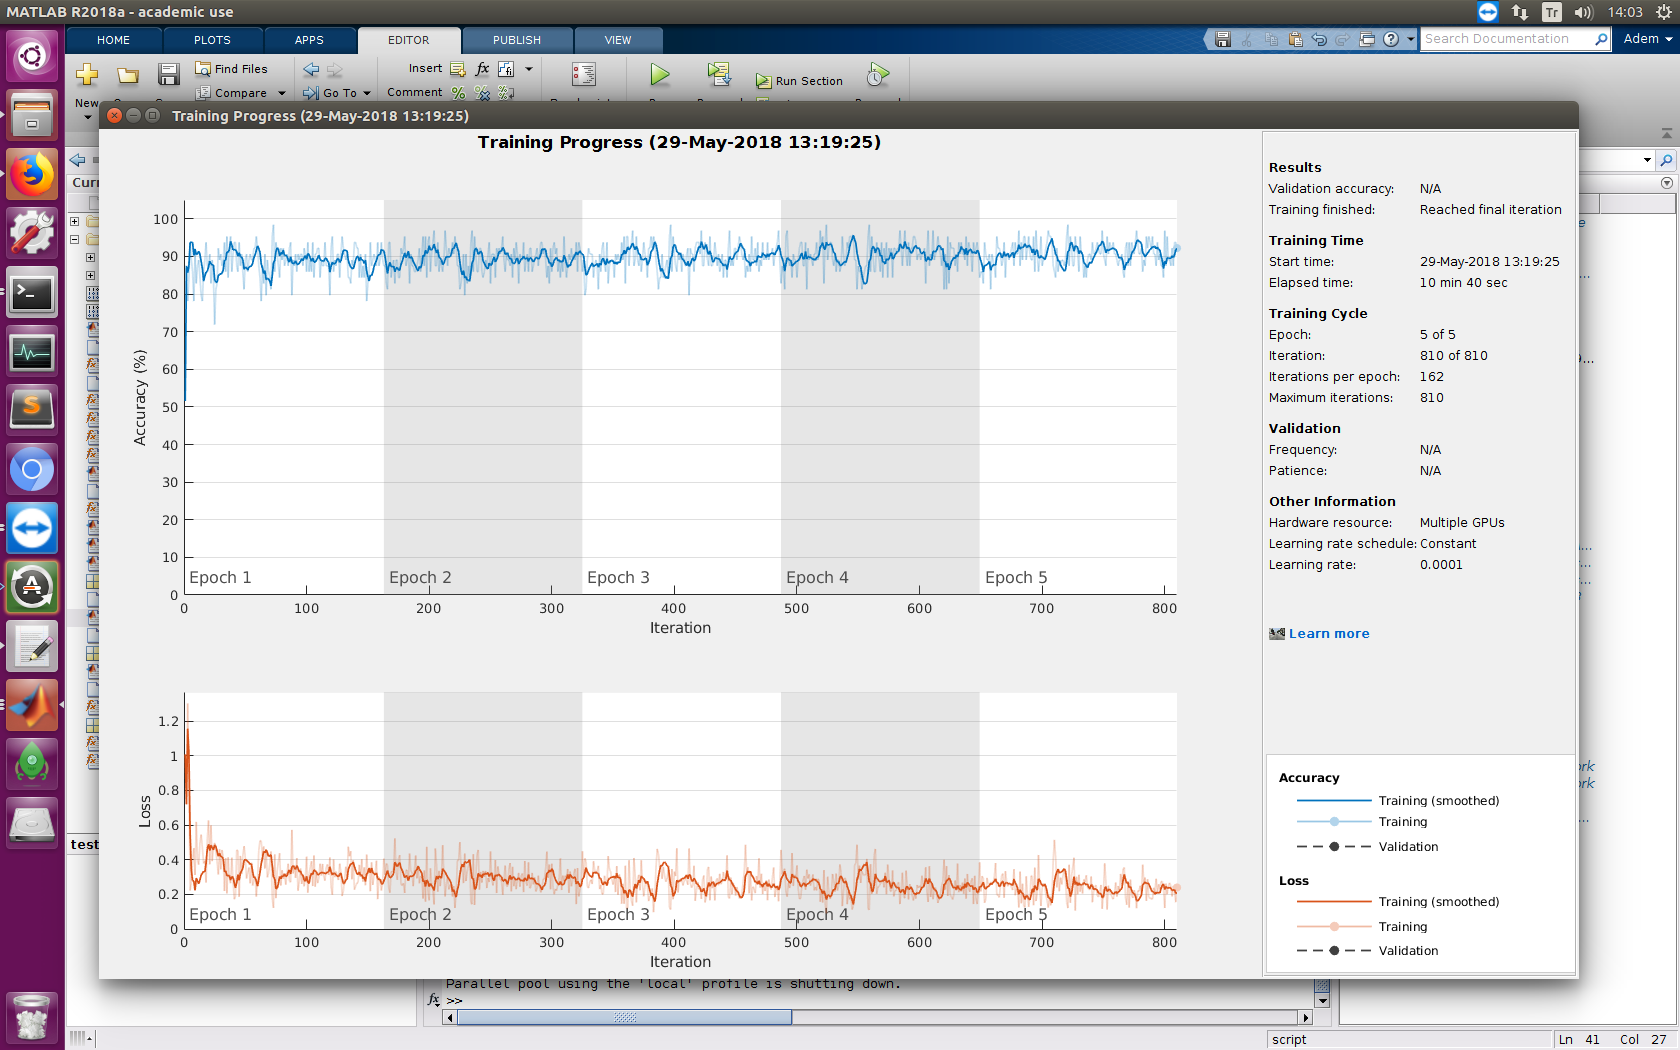 MATLAB R2018a - academic use
Tr
14:03
HOME
PLOTS
APPS
EDITOR
PUBLISH
VIEW
Search Documentation
Adem
New
Find Files
Compare
Go To
Insert
fx
Comment
Run Section
Training Progress (29-May-2018 13:19:25)
Training Progress (29-May-2018 13:19:25)
Curr
100
90
80
70
60
50
40
30
20
10
0
Accuracy (%)
Epoch 1
Epoch 2
Epoch 3
Epoch 4
Epoch 5
0
100
200
300
400
500
600
700
800
Iteration
1.2
1
0.8
0.6
0.4
0.2
0
Loss
Epoch 1
Epoch 2
Epoch 3
Epoch 4
Epoch 5
0
100
200
300
400
500
600
700
800
Iteration
Results
Validation accuracy: N/A
Training finished: Reached final iteration
Training Time
Start time: 29-May-2018 13:19:25
Elapsed time: 10 min 40 sec
Training Cycle
Epoch: 5 of 5
Iteration: 810 of 810
Iterations per epoch: 162
Maximum iterations: 810
Validation
Frequency: N/A
Patience: N/A
Other Information
Hardware resource: Multiple GPUs
Learning rate schedule: Constant
Learning rate: 0.0001
Learn more
Accuracy
Training (smoothed)
Training
Validation
Loss
Training (smoothed)
Training
Validation
test
Parallel pool using the 'local' profile is shutting down.
fx >>
script
Ln 41 Col 27